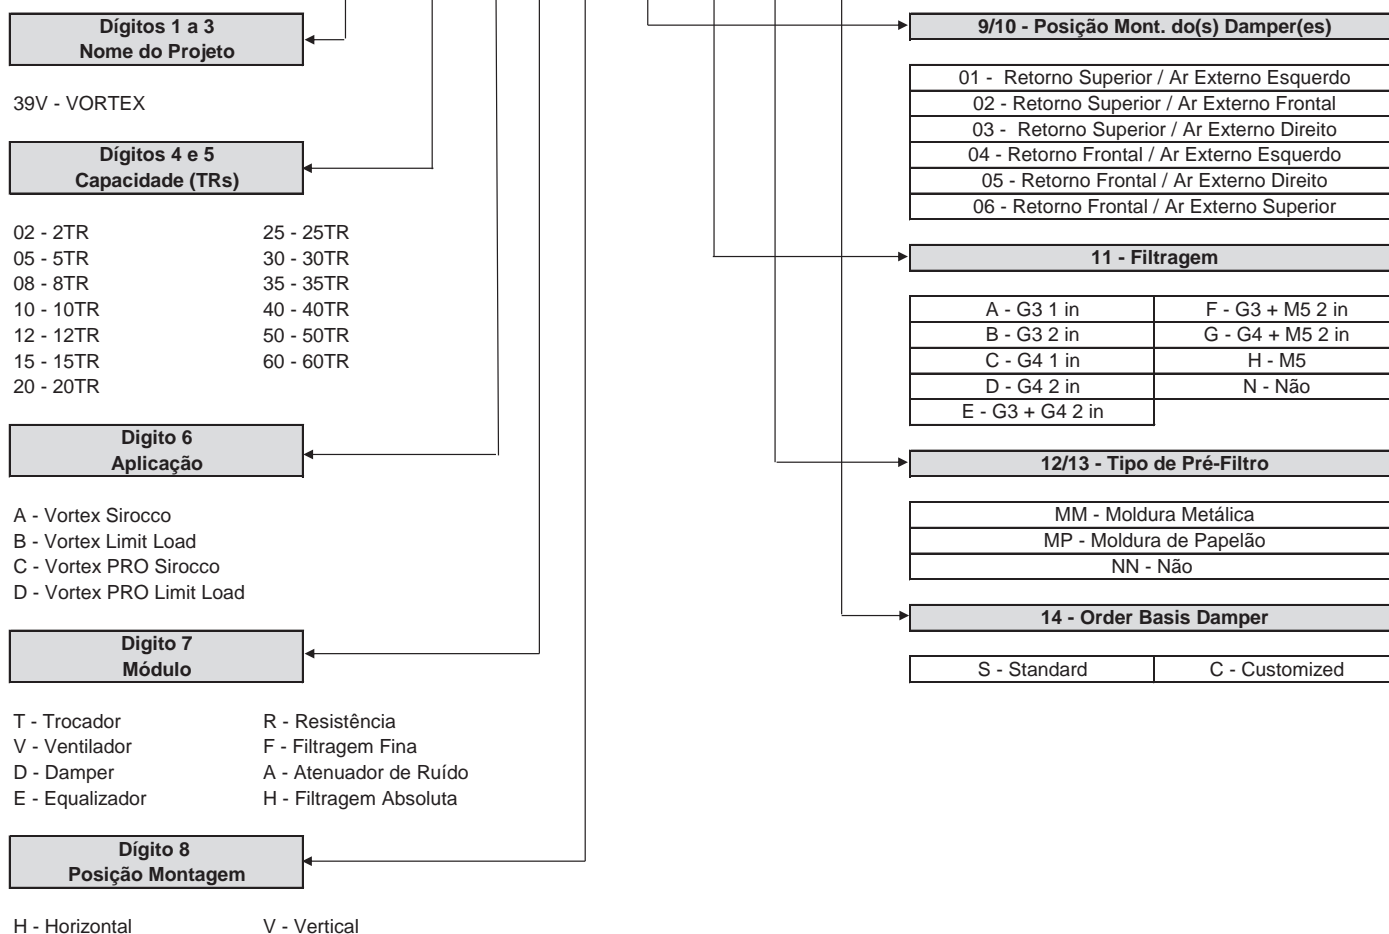 Dígitos 1 a 3
Nome do Projeto
39V - VORTEX
Dígitos 4 e 5
Capacidade (TRs)
02 - 2TR 25 - 25TR
05 - 5TR 30 - 30TR
08 - 8TR 35 - 35TR
10 - 10TR 40 - 40TR
12 - 12TR 50 - 50TR
15 - 15TR 60 - 60TR
20 - 20TR
Digito 6
Aplicação
A - Vortex Sirocco
B - Vortex Limit Load
C - Vortex PRO Sirocco
D - Vortex PRO Limit Load
Digito 7
Módulo
T - Trocador R - Resistência
V - Ventilador F - Filtragem Fina
D - Damper A - Atenuador de Ruído
E - Equalizador H - Filtragem Absoluta
Dígito 8
Posição Montagem
H - Horizontal V - Vertical
9/10 - Posição Mont. do(s) Damper(es)
01 - Retorno Superior / Ar Externo Esquerdo
02 - Retorno Superior / Ar Externo Frontal
03 - Retorno Superior / Ar Externo Direito
04 - Retorno Frontal / Ar Externo Esquerdo
05 - Retorno Frontal / Ar Externo Direito
06 - Retorno Frontal / Ar Externo Superior
11 - Filtragem
A - G3 1 in F - G3 + M5 2 in
B - G3 2 in G - G4 + M5 2 in
C - G4 1 in H - M5
D - G4 2 in N - Não
E - G3 + G4 2 in
12/13 - Tipo de Pré-Filtro
MM - Moldura Metálica
MP - Moldura de Papelão
NN - Não
14 - Order Basis Damper
S - Standard C - Customized